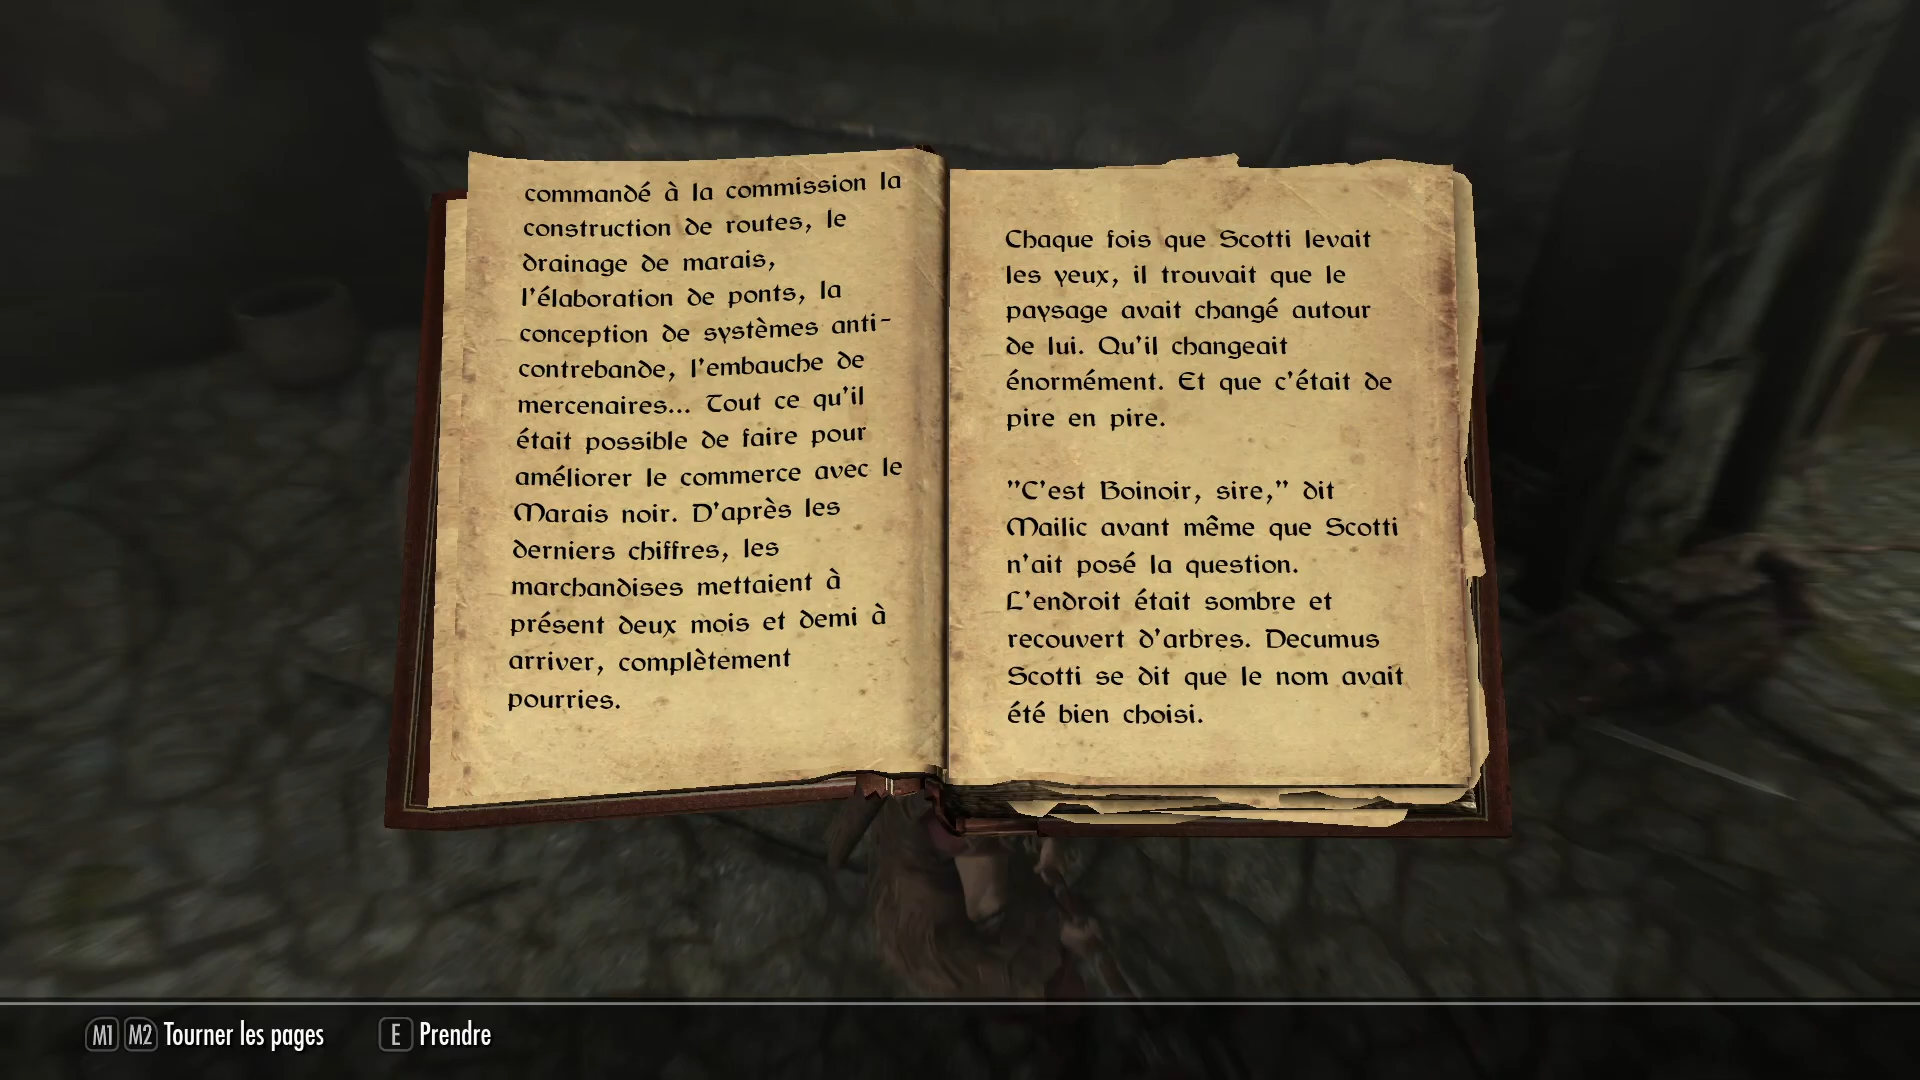 commandé à la commission la
construction de routes, le
drainage de marais,
l'élaboration de ponts, la
conception de systèmes anti-
contrebande, l'embauche de
mercenaires... Tout ce qu'il
était possible de faire pour
améliorer le commerce avec le
Marais noir. D'après les
derniers chiffres, les
marchandises mettaient à
présent deux mois et demi à
arriver, complètement
pourries.
Chaque fois que Scotti levait
les yeux, il trouvait que le
paysage avait changé autour
de lui. Qu'il changeait
énormément. Et que c'était de
pire en pire.
"C'est Boinoir, sire," dit
Mailic avant même que Scotti
n'ait posé la question.
L'endroit était sombre et
recouvert d'arbres. Decumus
Scotti se dit que le nom avait
été bien choisi.
M1 M2 Tourner les pages E Prendre